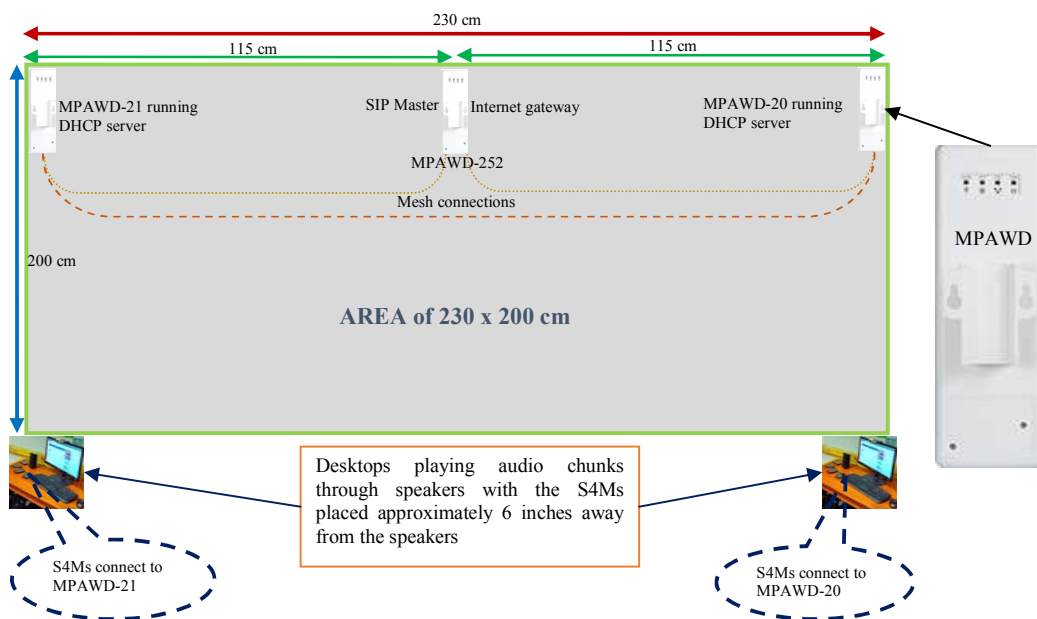 230 cm
115 cm
115 cm
MPAWD-21 running
DHCP server
SIP Master
Internet gateway
MPAWD-20 running
DHCP server
MPAWD-252
Mesh connections
MPAWD
200 cm
AREA of 230 x 200 cm
Desktops playing audio chunks
through speakers with the S4Ms
placed approximately 6 inches away
from the speakers
S4Ms connect to
MPAWD-21
S4Ms connect to
MPAWD-20